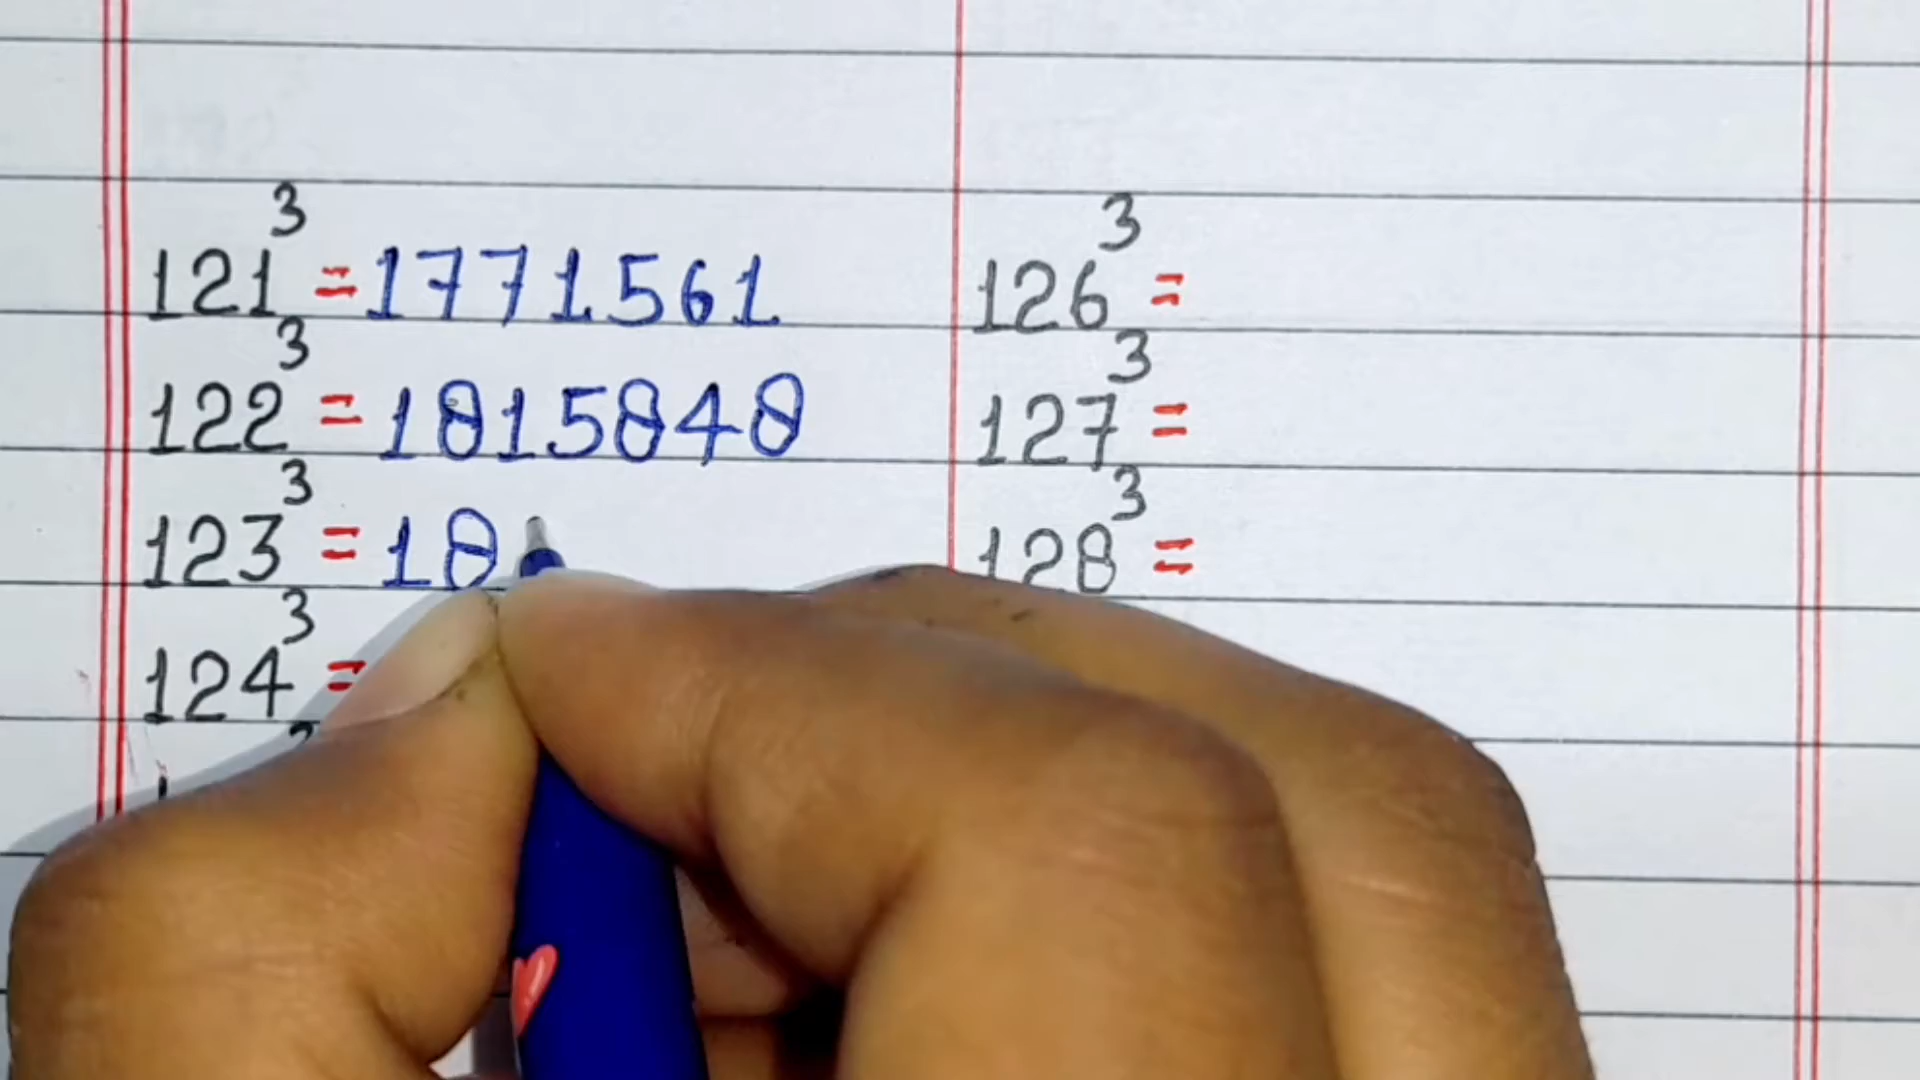 121³ = 1771561
122³ = 1815848
123³ = 18
124³ =
126³ =
127³ =
128³ =